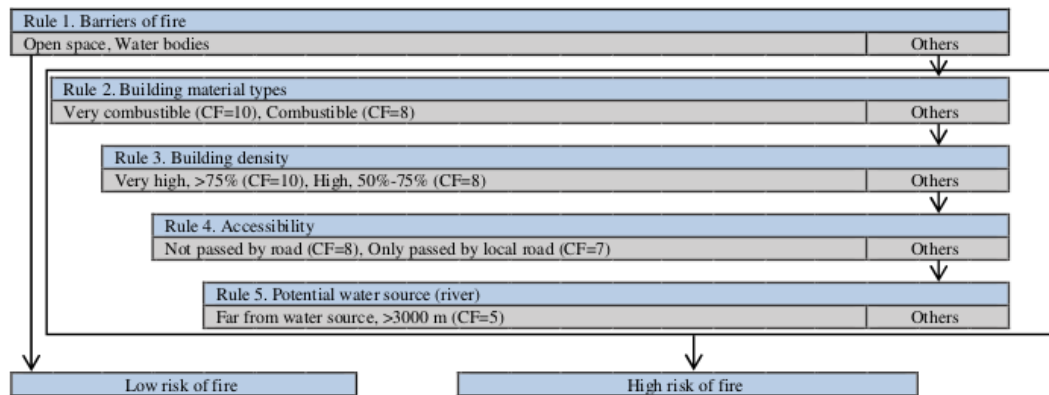 Rule 1. Barriers of fire
Open space, Water bodies Others
Rule 2. Building material types
Very combustible (CF=10), Combustible (CF=8) Others
Rule 3. Building density
Very high, >75% (CF=10), High, 50%-75% (CF=8) Others
Rule 4. Accessibility
Not passed by road (CF=8), Only passed by local road (CF=7) Others
Rule 5. Potential water source (river)
Far from water source, >3000 m (CF=5) Others
Low risk of fire High risk of fire